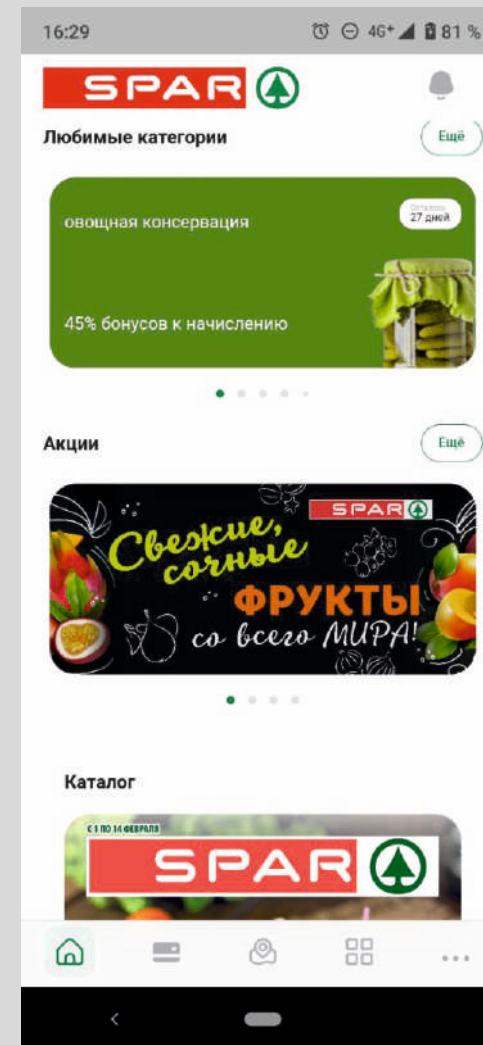 16:29
4G+ 81 %
SPAR
Любимые категории
Ещё
овощная консервация
Осталось
27 дней
45% бонусов к начислению
Акции
Ещё
SPAR
Свежие,
сочные
ФРУКТЫ
со всего МИРА!
Каталог
С 1 ПО 14 ФЕВРАЛЯ
SPAR